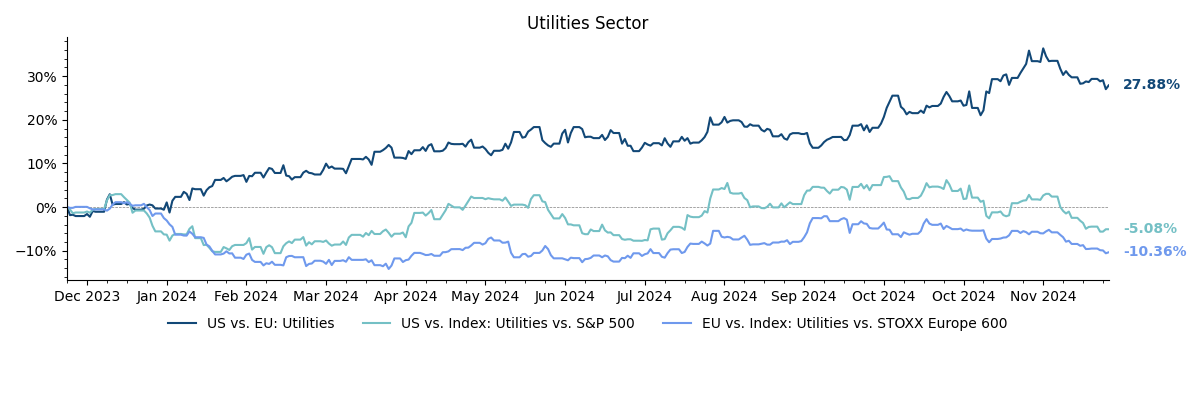 Utilities Sector
30%
20%
10%
0%
−10%
27.88%
-5.08%
-10.36%
Dec 2023 Jan 2024 Feb 2024 Mar 2024 Apr 2024 May 2024 Jun 2024 Jul 2024 Aug 2024 Sep 2024 Oct 2024 Oct 2024 Nov 2024
US vs. EU: Utilities US vs. Index: Utilities vs. S&P 500 EU vs. Index: Utilities vs. STOXX Europe 600